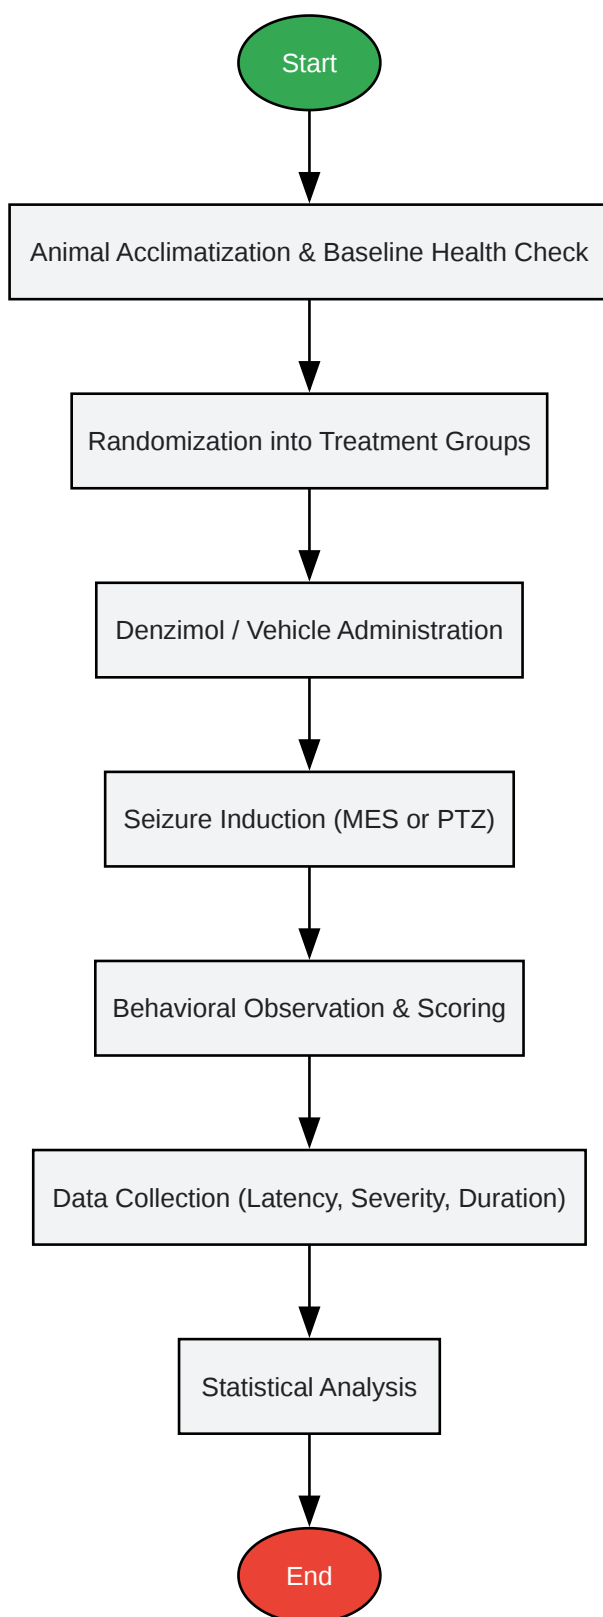 Start
Animal Acclimatization & Baseline Health Check
Randomization into Treatment Groups
Denzimol / Vehicle Administration
Seizure Induction (MES or PTZ)
Behavioral Observation & Scoring
Data Collection (Latency, Severity, Duration)
Statistical Analysis
End